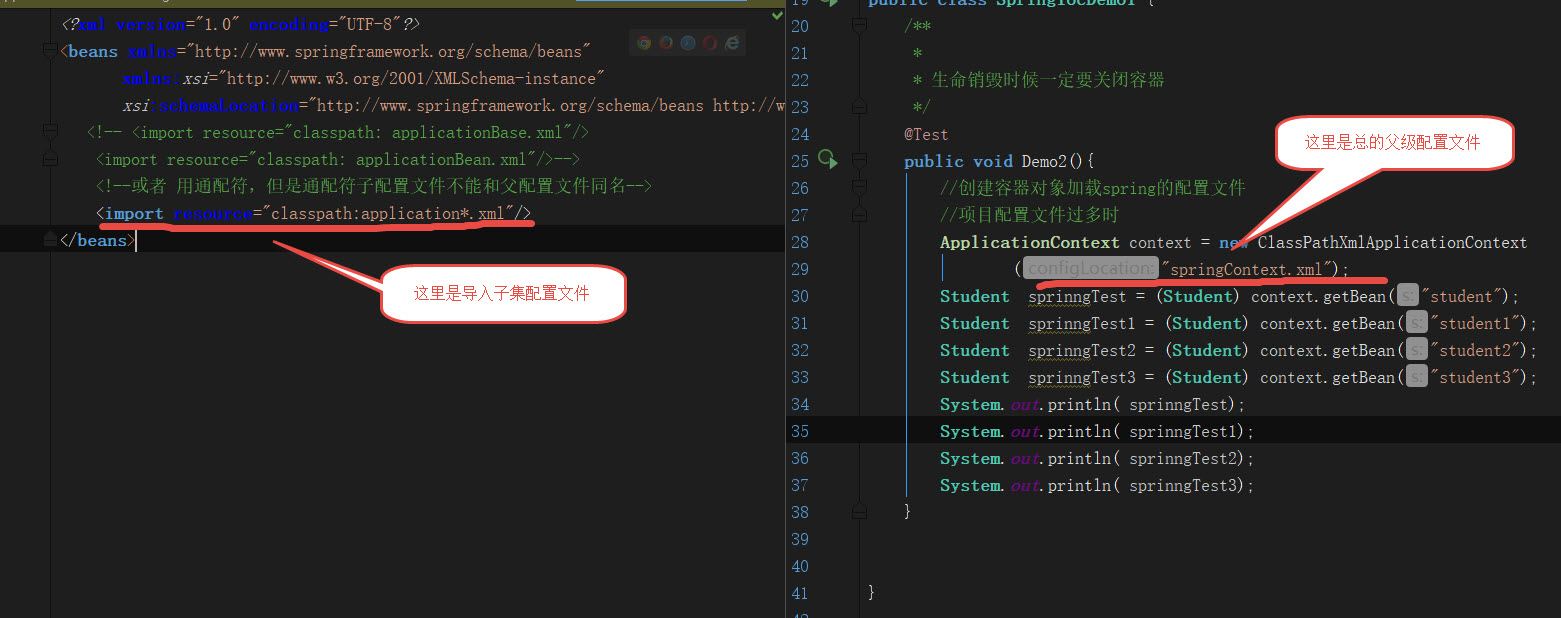 <?xml version="1.0" encoding="UTF-8"?>
<beans xmlns="http://www.springframework.org/schema/beans"
xmlns:xsi="http://www.w3.org/2001/XMLSchema-instance"
xsi:schemaLocation="http://www.springframework.org/schema/beans http://w
<!-- <import resource="classpath: applicationBase.xml"/>
<import resource="classpath: applicationBean.xml"/>-->
<!--或者 用通配符，但是通配符子配置文件不能和父配置文件同名-->
<import resource="classpath:application*.xml"/>
</beans>
这里是导入子集配置文件
19 public class SpringIocDemo1 {
20 /**
21 *
22 * 生命销毁时候一定要关闭容器
23 */
24 @Test
25 public void Demo2(){
26 //创建容器对象加载spring的配置文件
27 //项目配置文件过多时
28 ApplicationContext context = new ClassPathXmlApplicationContext
29 (configLocation: "springContext.xml");
30 Student sprinngTest = (Student) context.getBean(s: "student");
31 Student sprinngTest1 = (Student) context.getBean(s: "student1");
32 Student sprinngTest2 = (Student) context.getBean(s: "student2");
33 Student sprinngTest3 = (Student) context.getBean(s: "student3");
34 System.out.println( sprinngTest);
35 System.out.println( sprinngTest1);
36 System.out.println( sprinngTest2);
37 System.out.println( sprinngTest3);
38 }
39
40
41 }
这里是总的父级配置文件